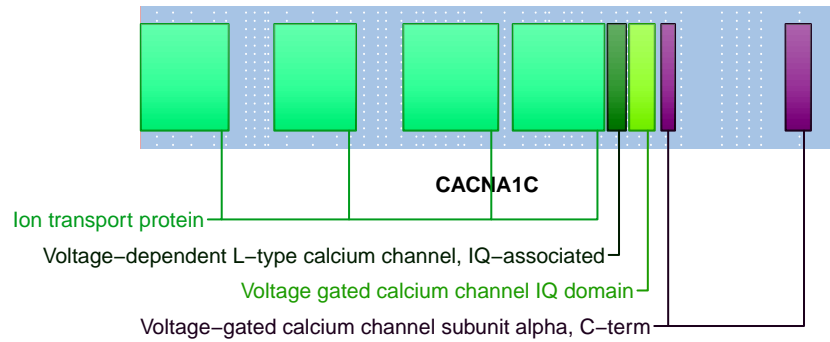 CACNA1C
Ion transport protein
Voltage−dependent L−type calcium channel, IQ−associated
Voltage gated calcium channel IQ domain
Voltage−gated calcium channel subunit alpha, C−term